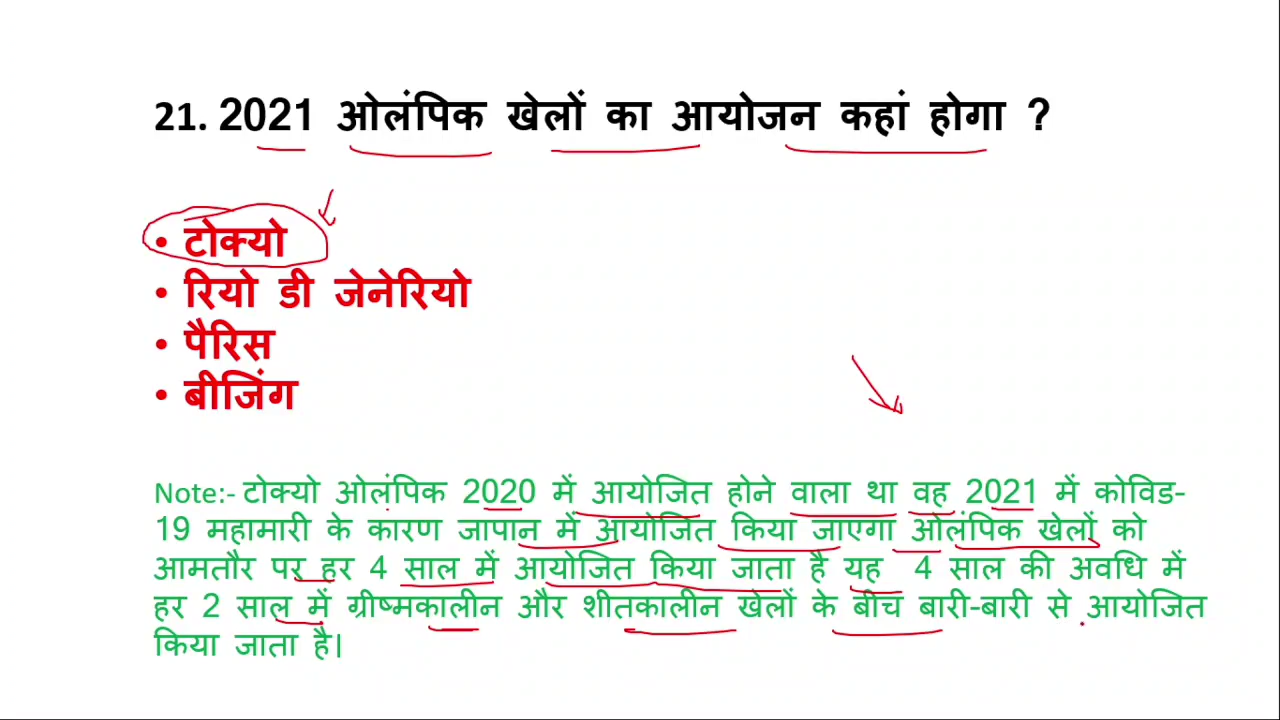 21. 2021 ओलंपिक खेलों का आयोजन कहां होगा ?
• टोक्यो
• रियो डी जेनेरियो
• पैरिस
• बीजिंग
Note:- टोक्यो ओलंपिक 2020 में आयोजित होने वाला था वह 2021 में कोविड-
19 महामारी के कारण जापान में आयोजित किया जाएगा ओलंपिक खेलों को
आमतौर पर हर 4 साल में आयोजित किया जाता है यह 4 साल की अवधि में
हर 2 साल में ग्रीष्मकालीन और शीतकालीन खेलों के बीच बारी-बारी से आयोजित
किया जाता है।